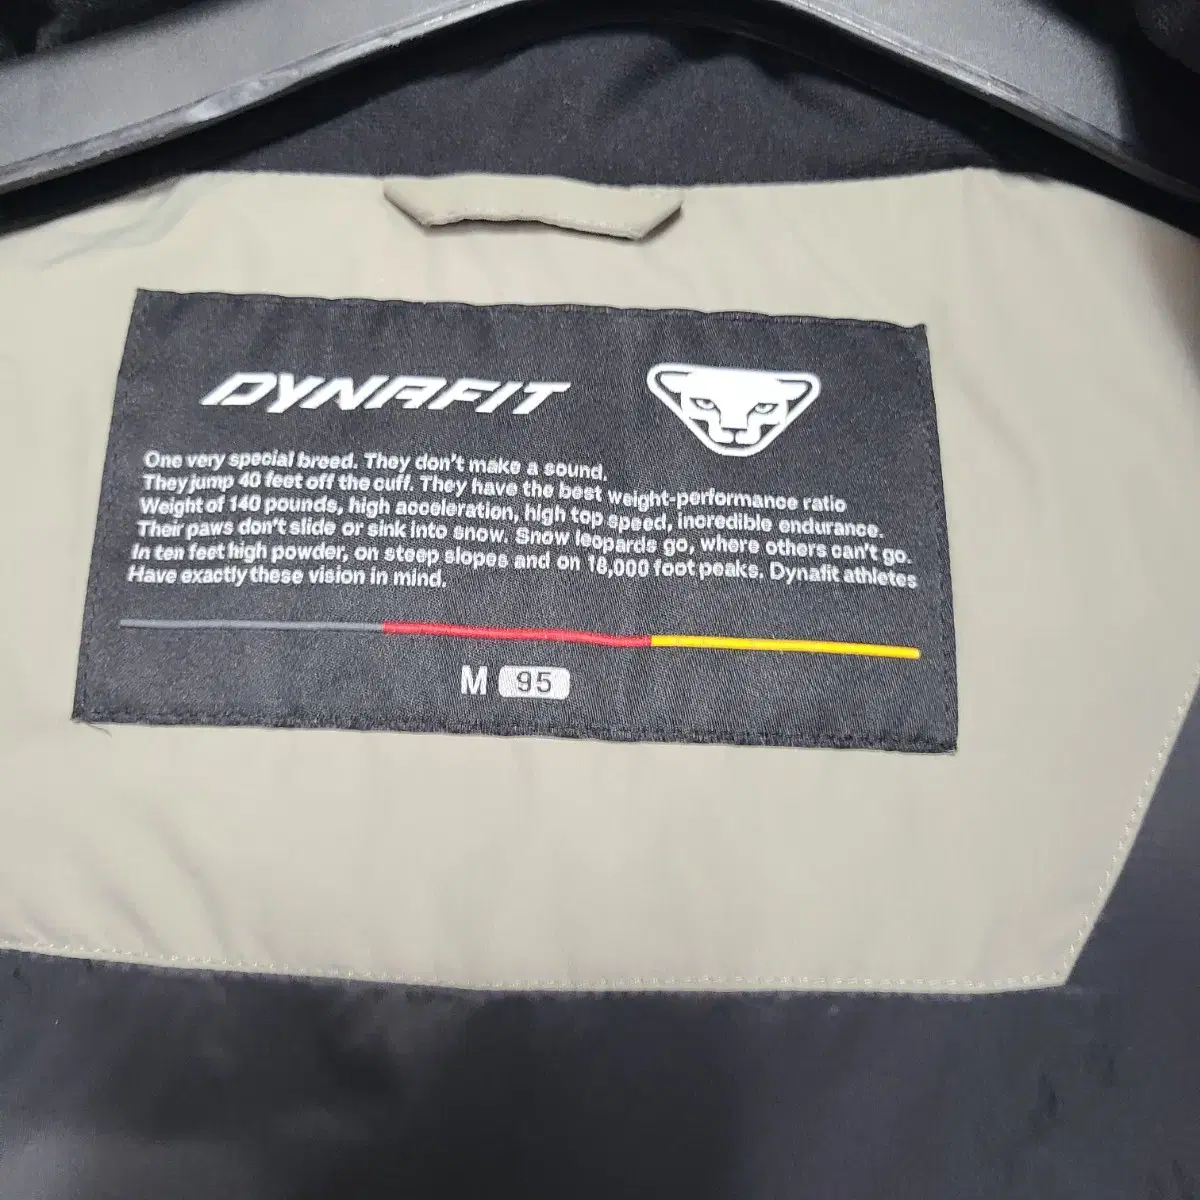 DYNAFIT
One very special breed. They don't make a sound.
They jump 40 feet off the cuff. They have the best weight-performance ratio
Weight of 140 pounds, high acceleration, high top speed, incredible endurance.
Their paws don't slide or sink into snow. Snow leopards go, where others can't go.
In ten feet high powder, on steep slopes and on 18,000 foot peaks. Dynafit athletes
Have exactly these vision in mind.
M 95